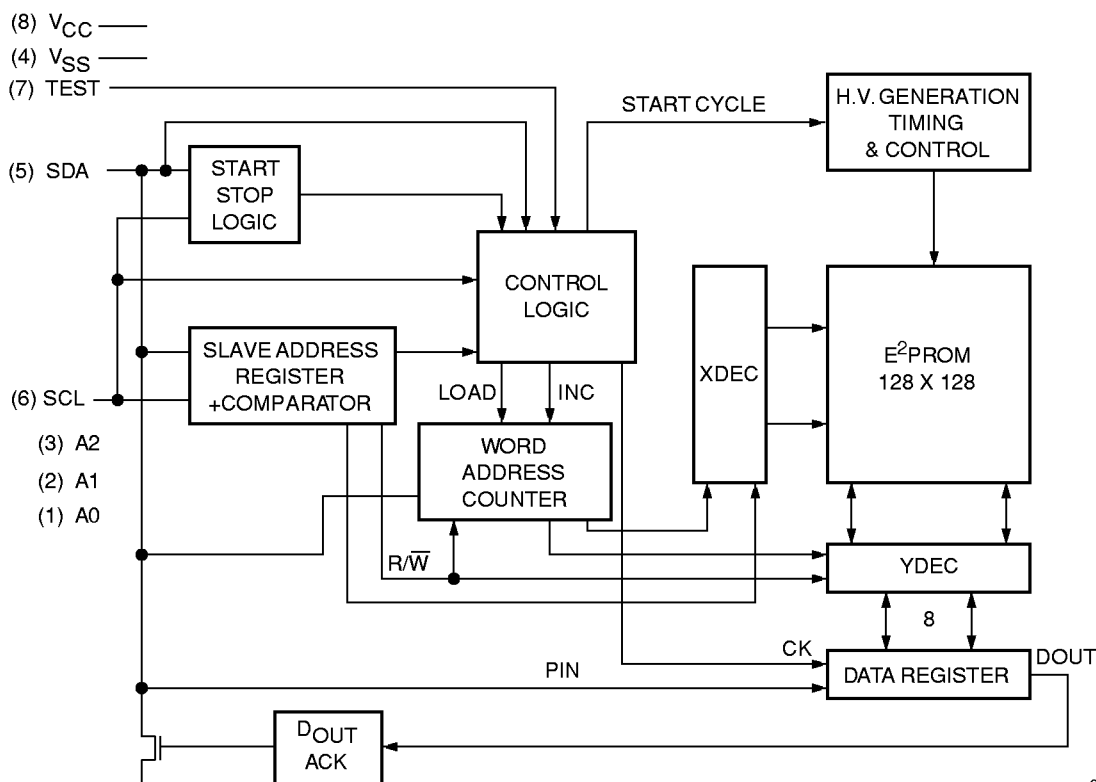 (8) VCC
(4) VSS
(7) TEST
START CYCLE
H.V. GENERATION
TIMING
& CONTROL
(5) SDA
START
STOP
LOGIC
CONTROL
LOGIC
XDEC
E²PROM
128 X 128
SLAVE ADDRESS
REGISTER
+COMPARATOR
(6) SCL
LOAD
INC
(3) A2
(2) A1
(1) A0
WORD
ADDRESS
COUNTER
R/W̅
YDEC
8
CK
PIN
DATA REGISTER
DOUT
DOUT
ACK